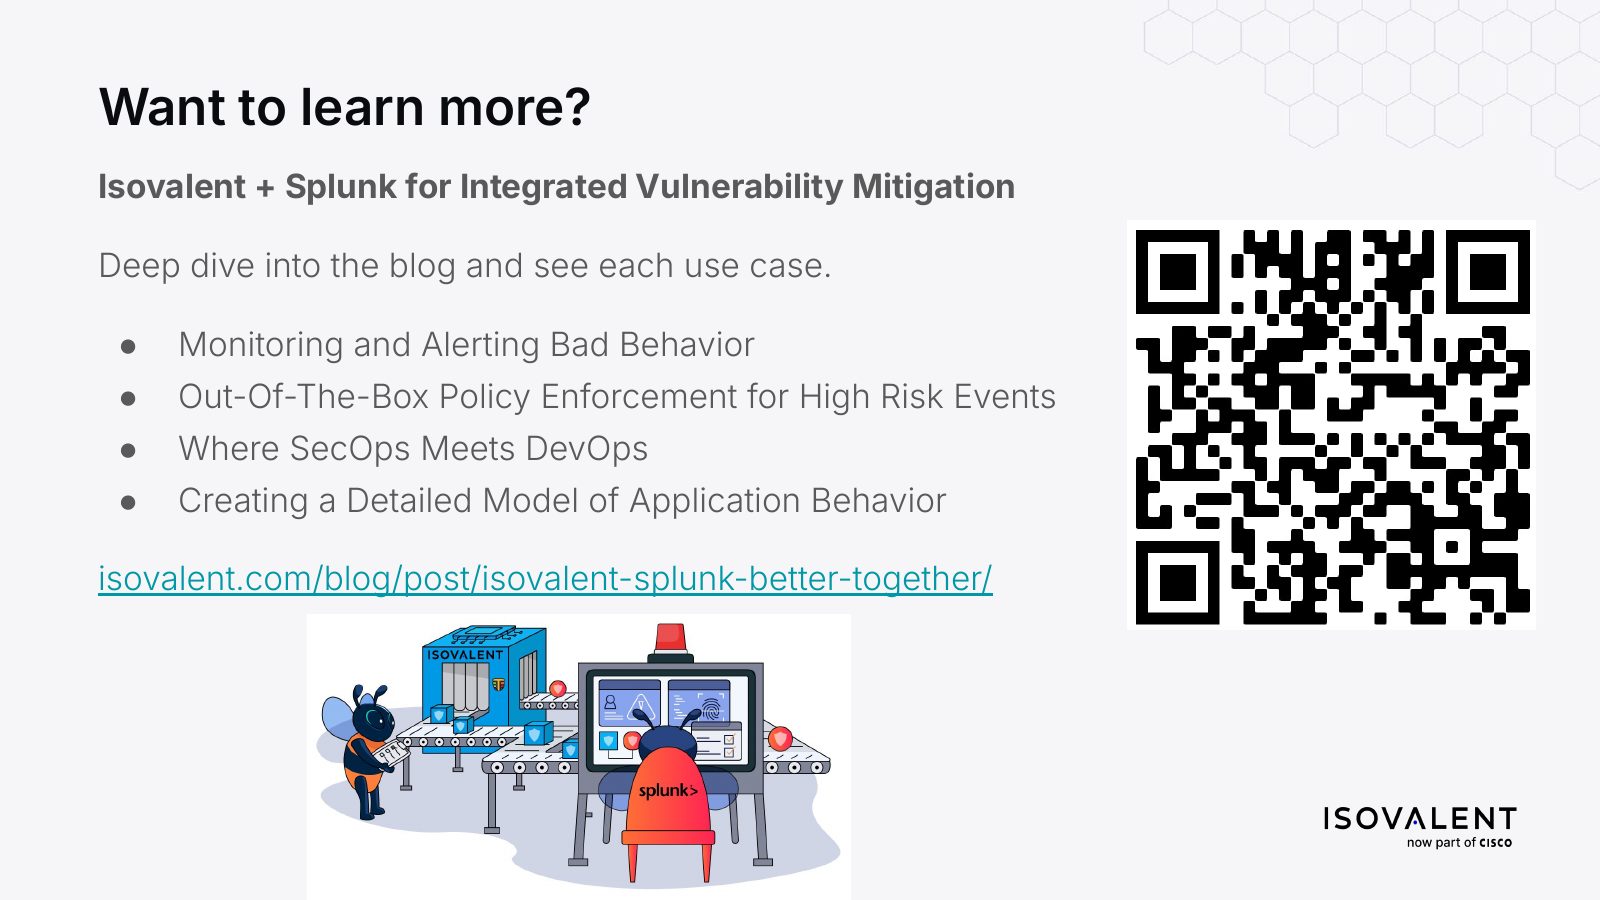 Want to learn more?
Isovalent + Splunk for Integrated Vulnerability Mitigation
Deep dive into the blog and see each use case.
● Monitoring and Alerting Bad Behavior
● Out-Of-The-Box Policy Enforcement for High Risk Events
● Where SecOps Meets DevOps
● Creating a Detailed Model of Application Behavior
isovalent.com/blog/post/isovalent-splunk-better-together/
ISOVALENT
splunk>
ISOVALENT
now part of CISCO